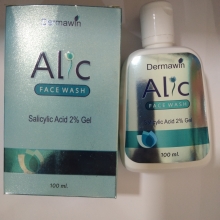 Dermawin
Alic
FACE WASH
Salicylic Acid 2% Gel
100 ml.
Dermawin
Alic
FACE WASH
Salicylic Acid 2% Gel
100 ml.